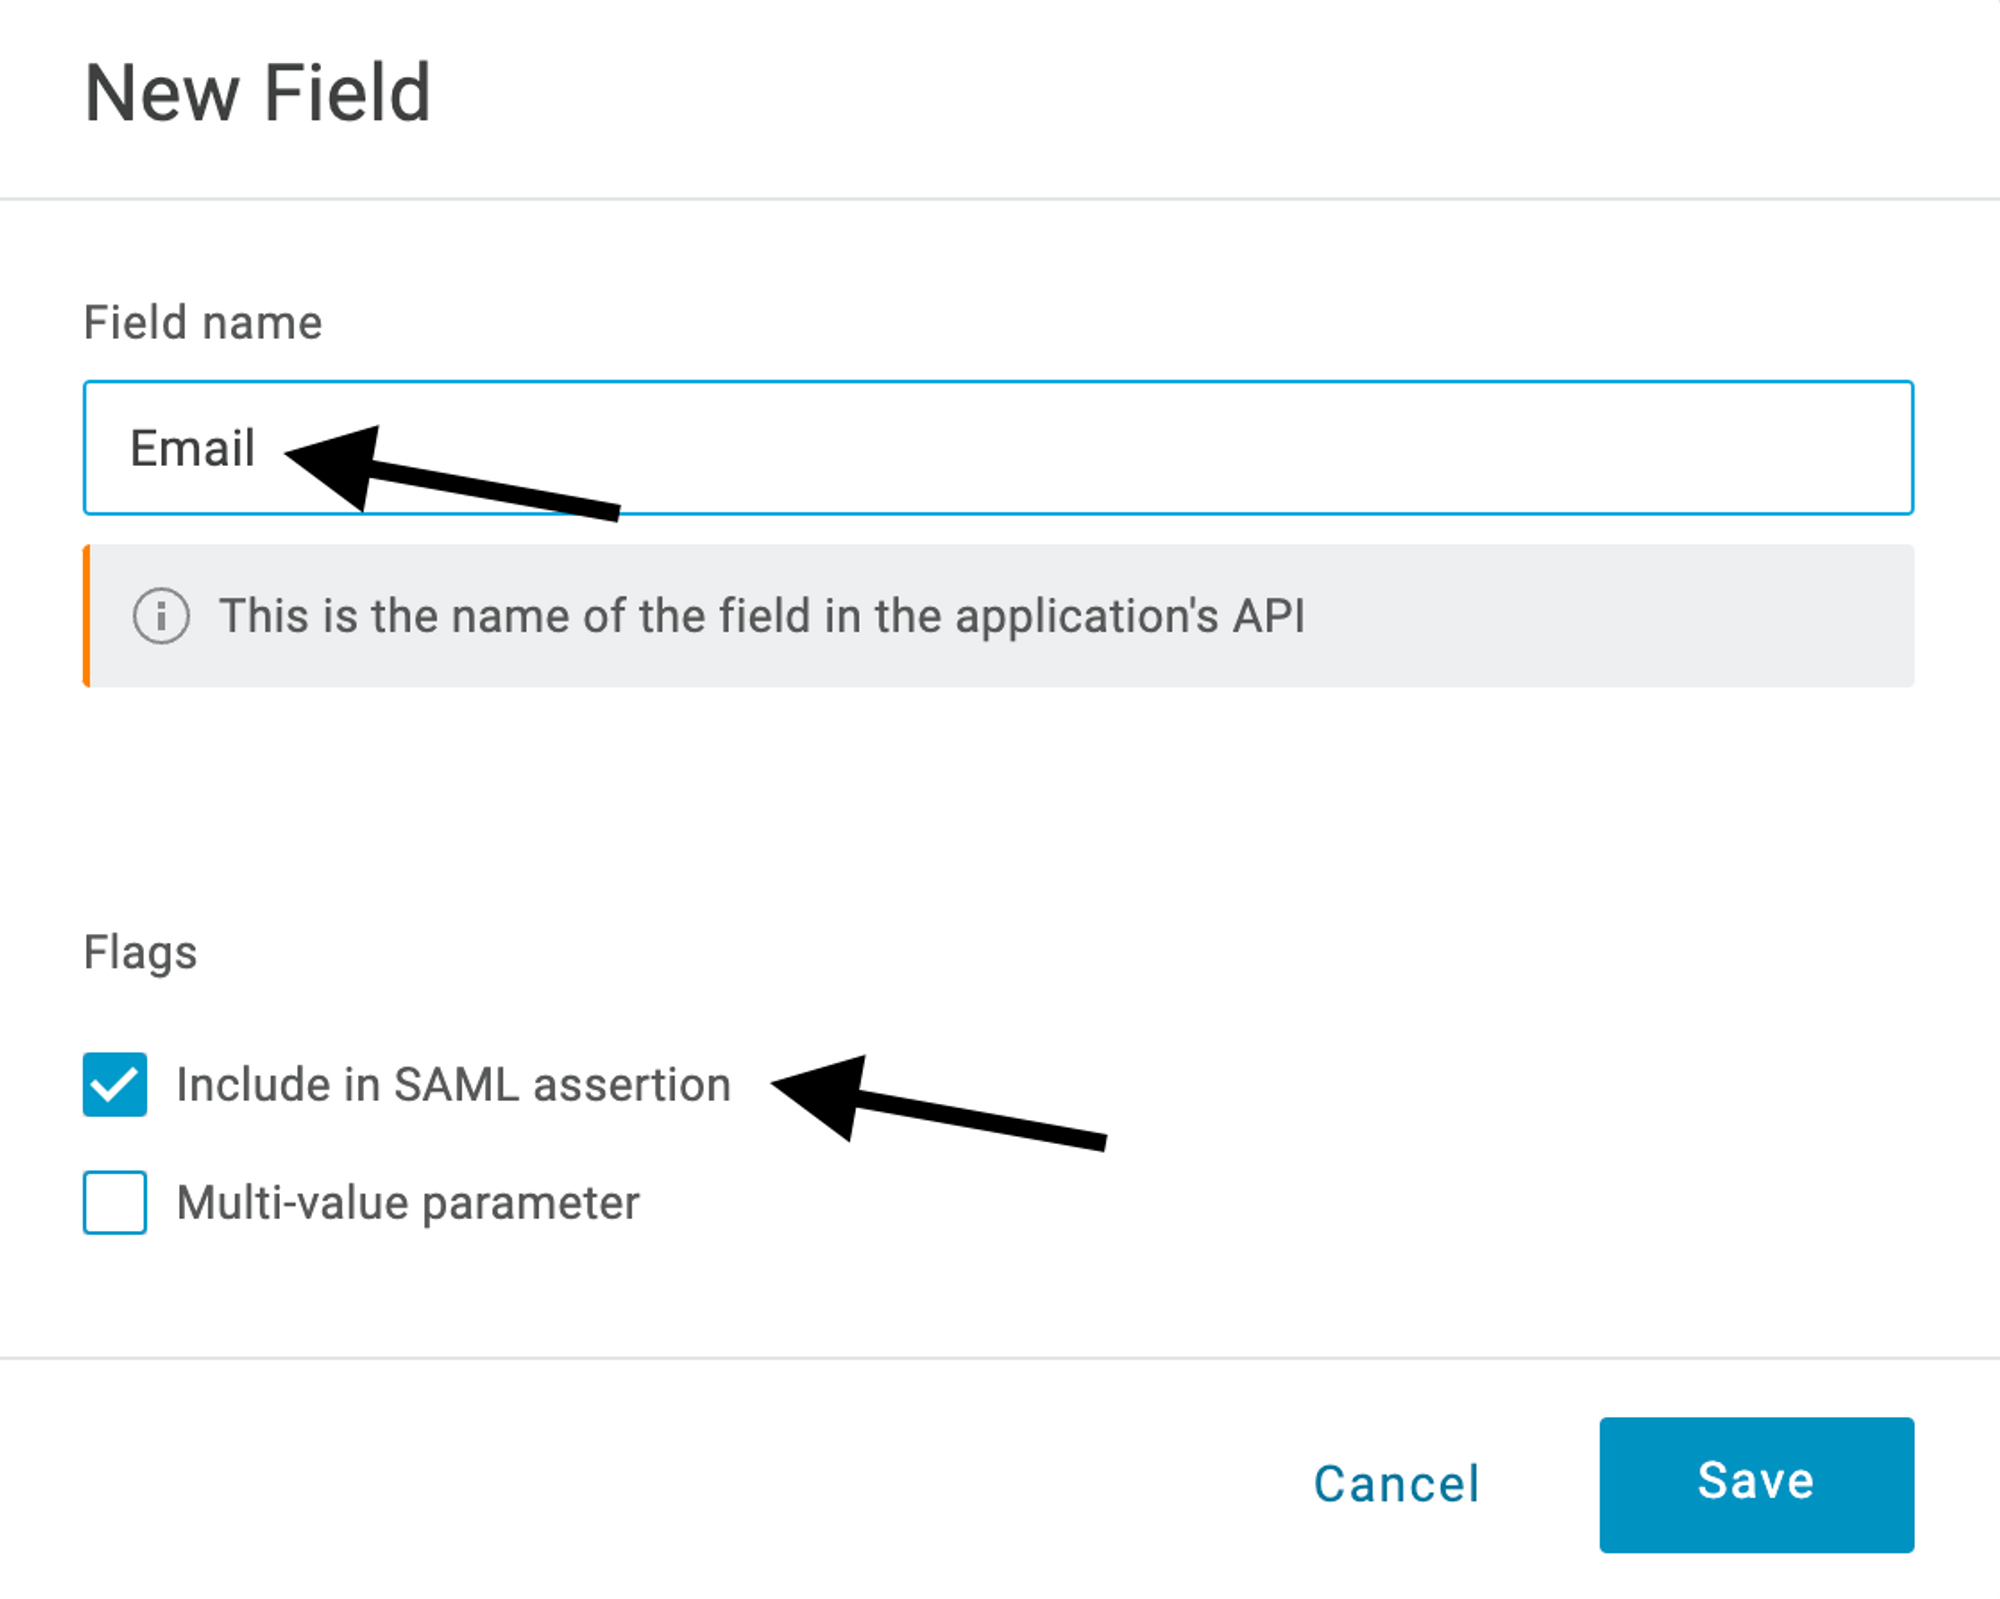 New Field
Field name
Email
This is the name of the field in the application's API
Flags
Include in SAML assertion
Multi-value parameter
Cancel
Save